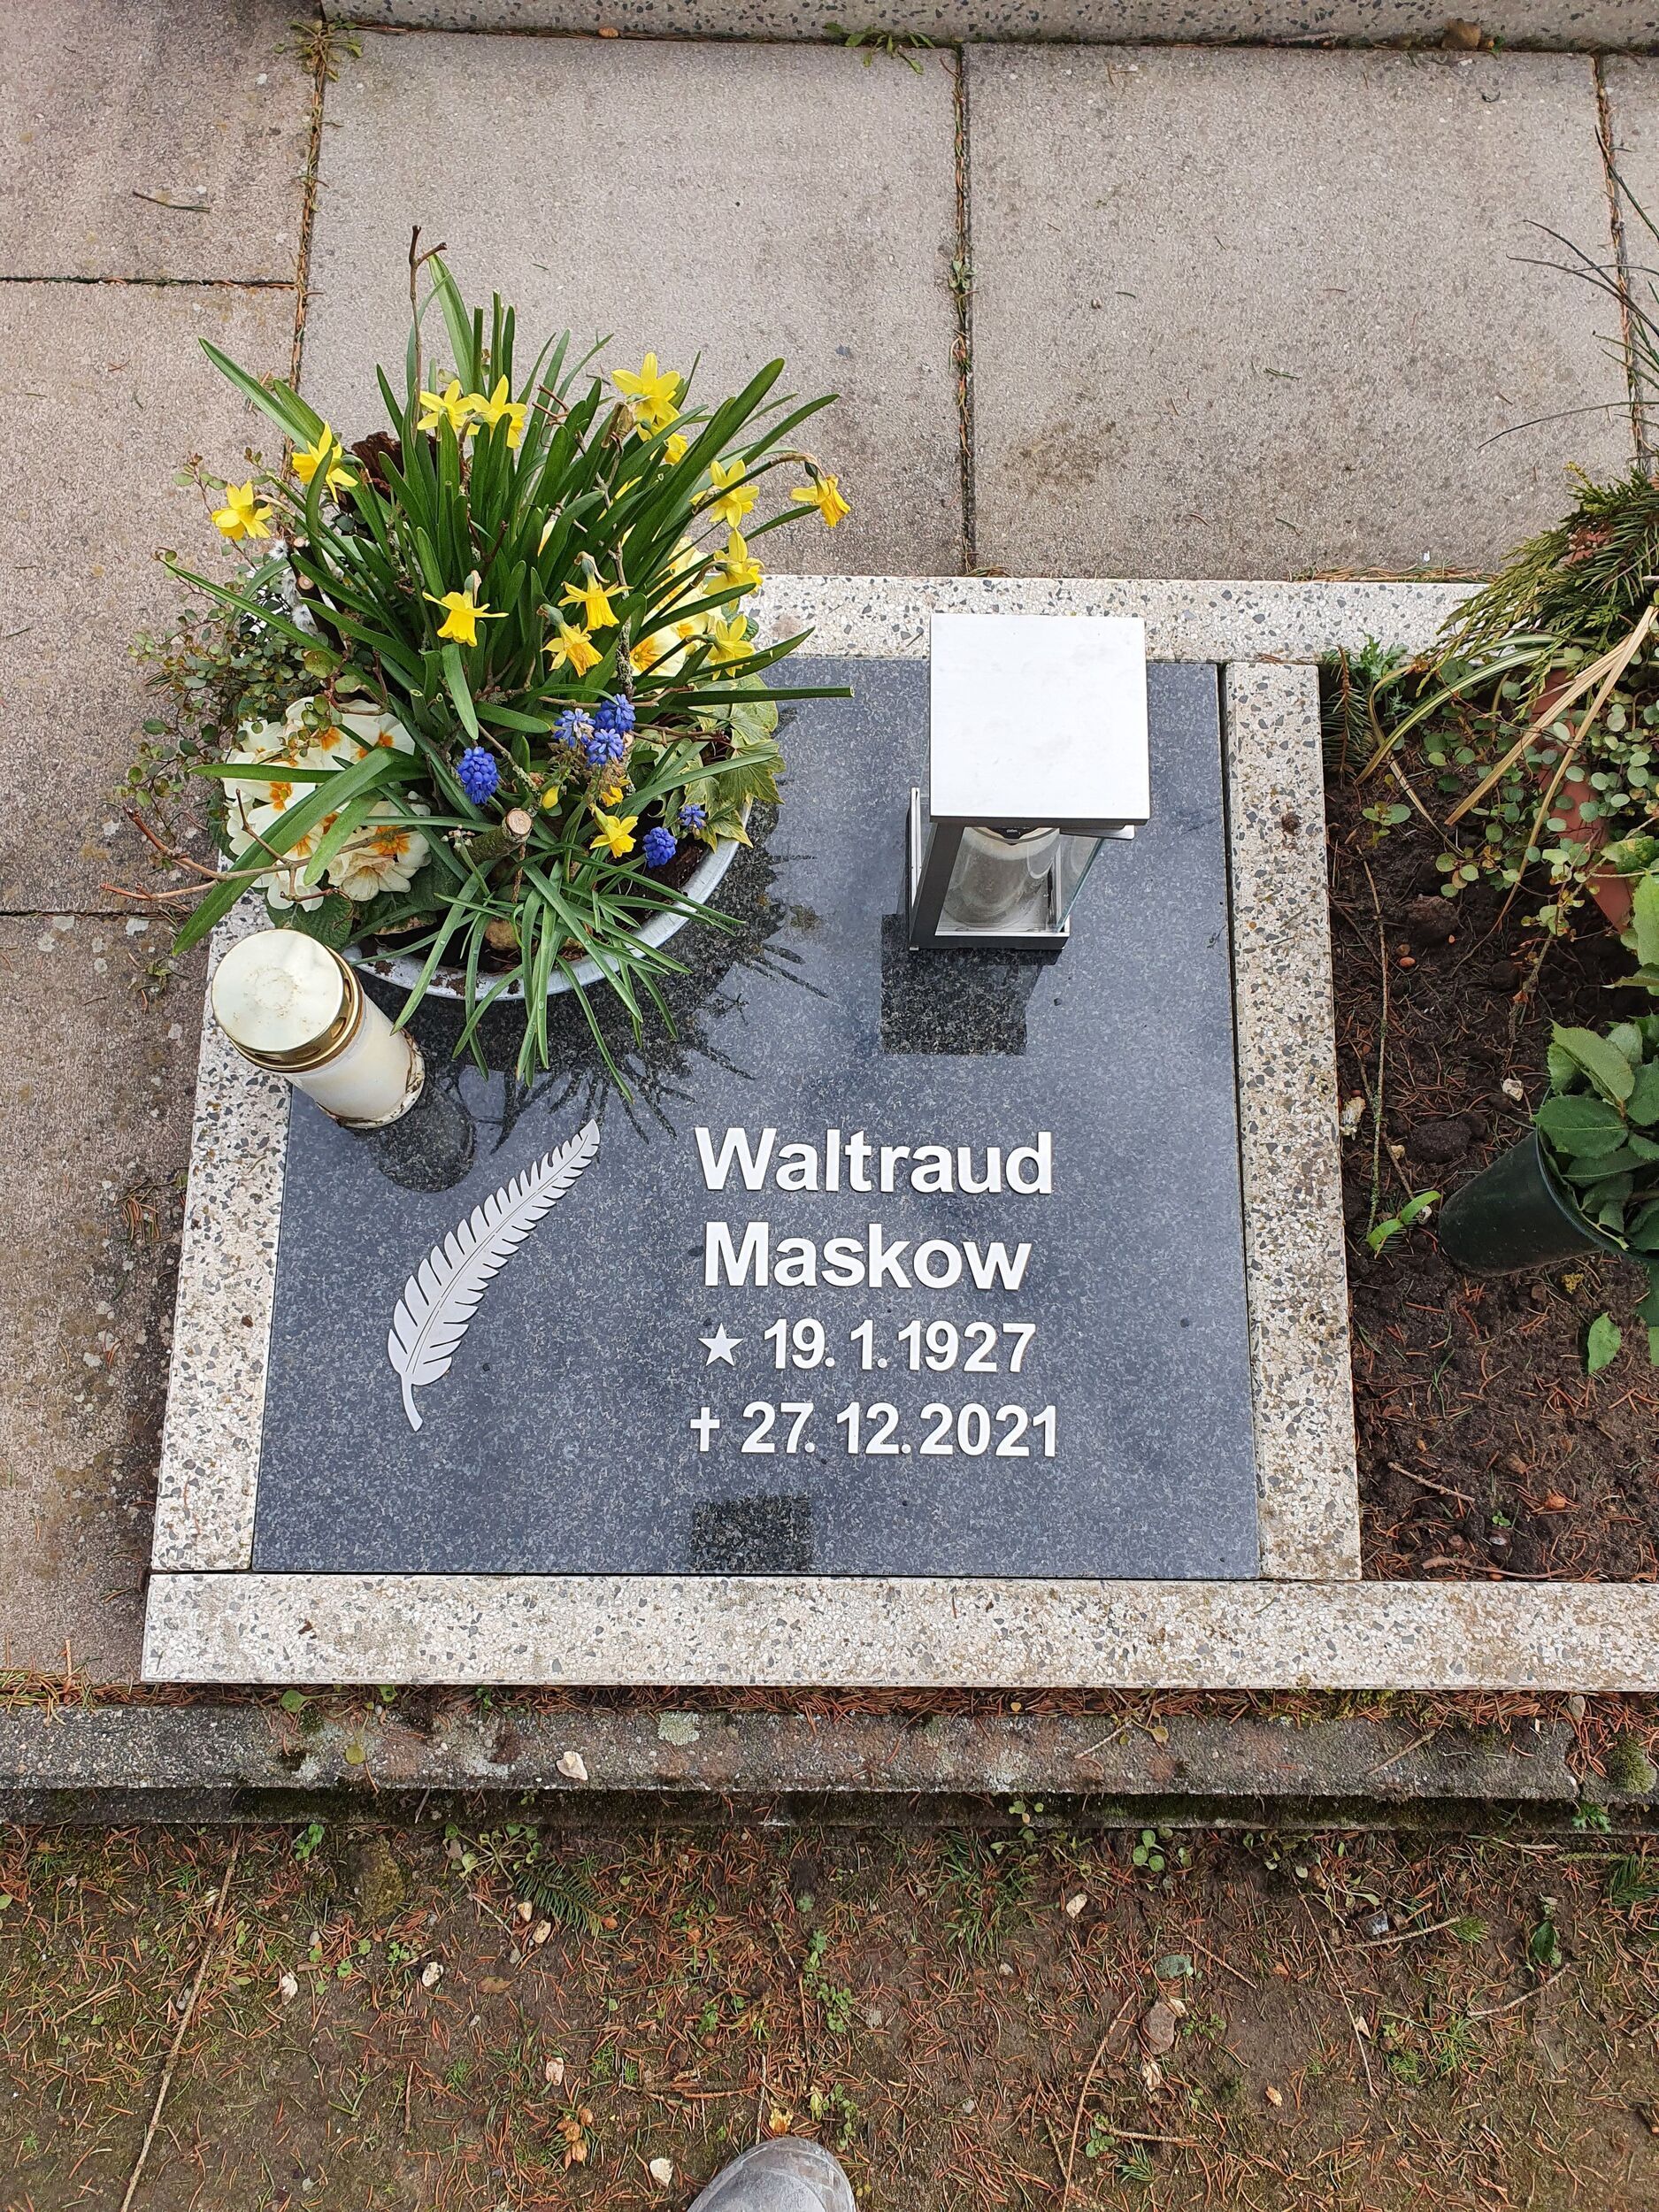 Waltraud
Maskow
★ 19. 1. 1927
✝ 27. 12. 2021